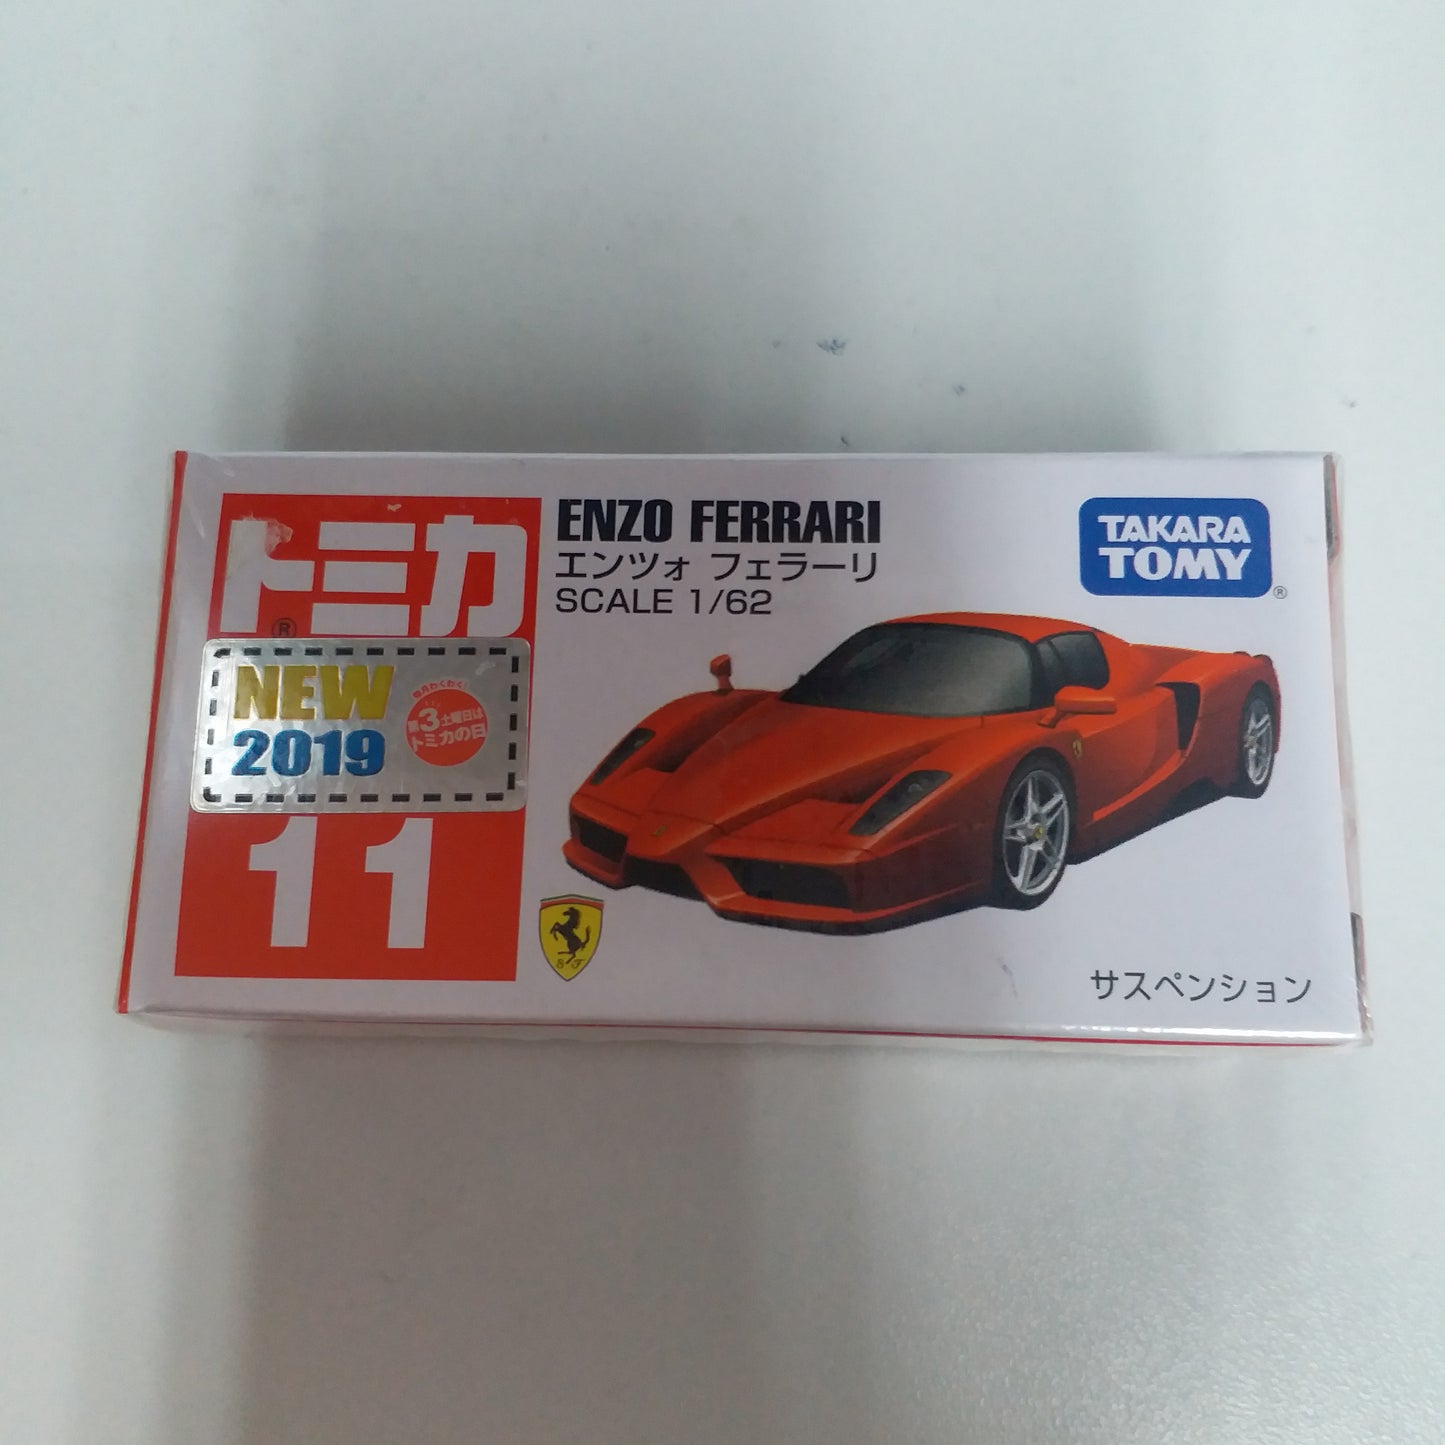 トミカ
®
NEW
2019
毎月わくわく!
第3土曜日は
トミカの日
11
ENZO FERRARI
エンツォ フェラーリ
SCALE 1/62
TAKARA
TOMY
®
S F
サスペンション